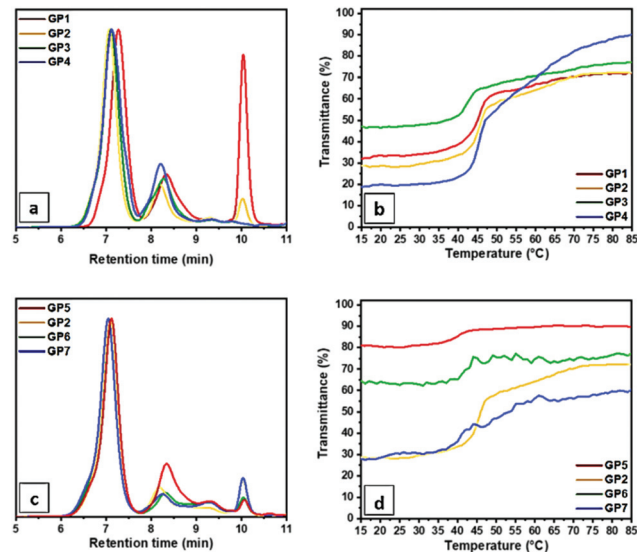 GP1
GP2
GP3
GP4
a
5 6 7 8 9 10 11
Retention time (min)
Transmittance (%)
100
90
80
70
60
50
40
30
20
10
0
GP1
GP2
GP3
GP4
b
15 20 25 30 35 40 45 50 55 60 65 70 75 80 85
Temperature (°C)
GP5
GP2
GP6
GP7
c
5 6 7 8 9 10 11
Retention time (min)
Transmittance (%)
100
90
80
70
60
50
40
30
20
10
0
GP5
GP2
GP6
GP7
d
15 20 25 30 35 40 45 50 55 60 65 70 75 80 85
Temperature (°C)